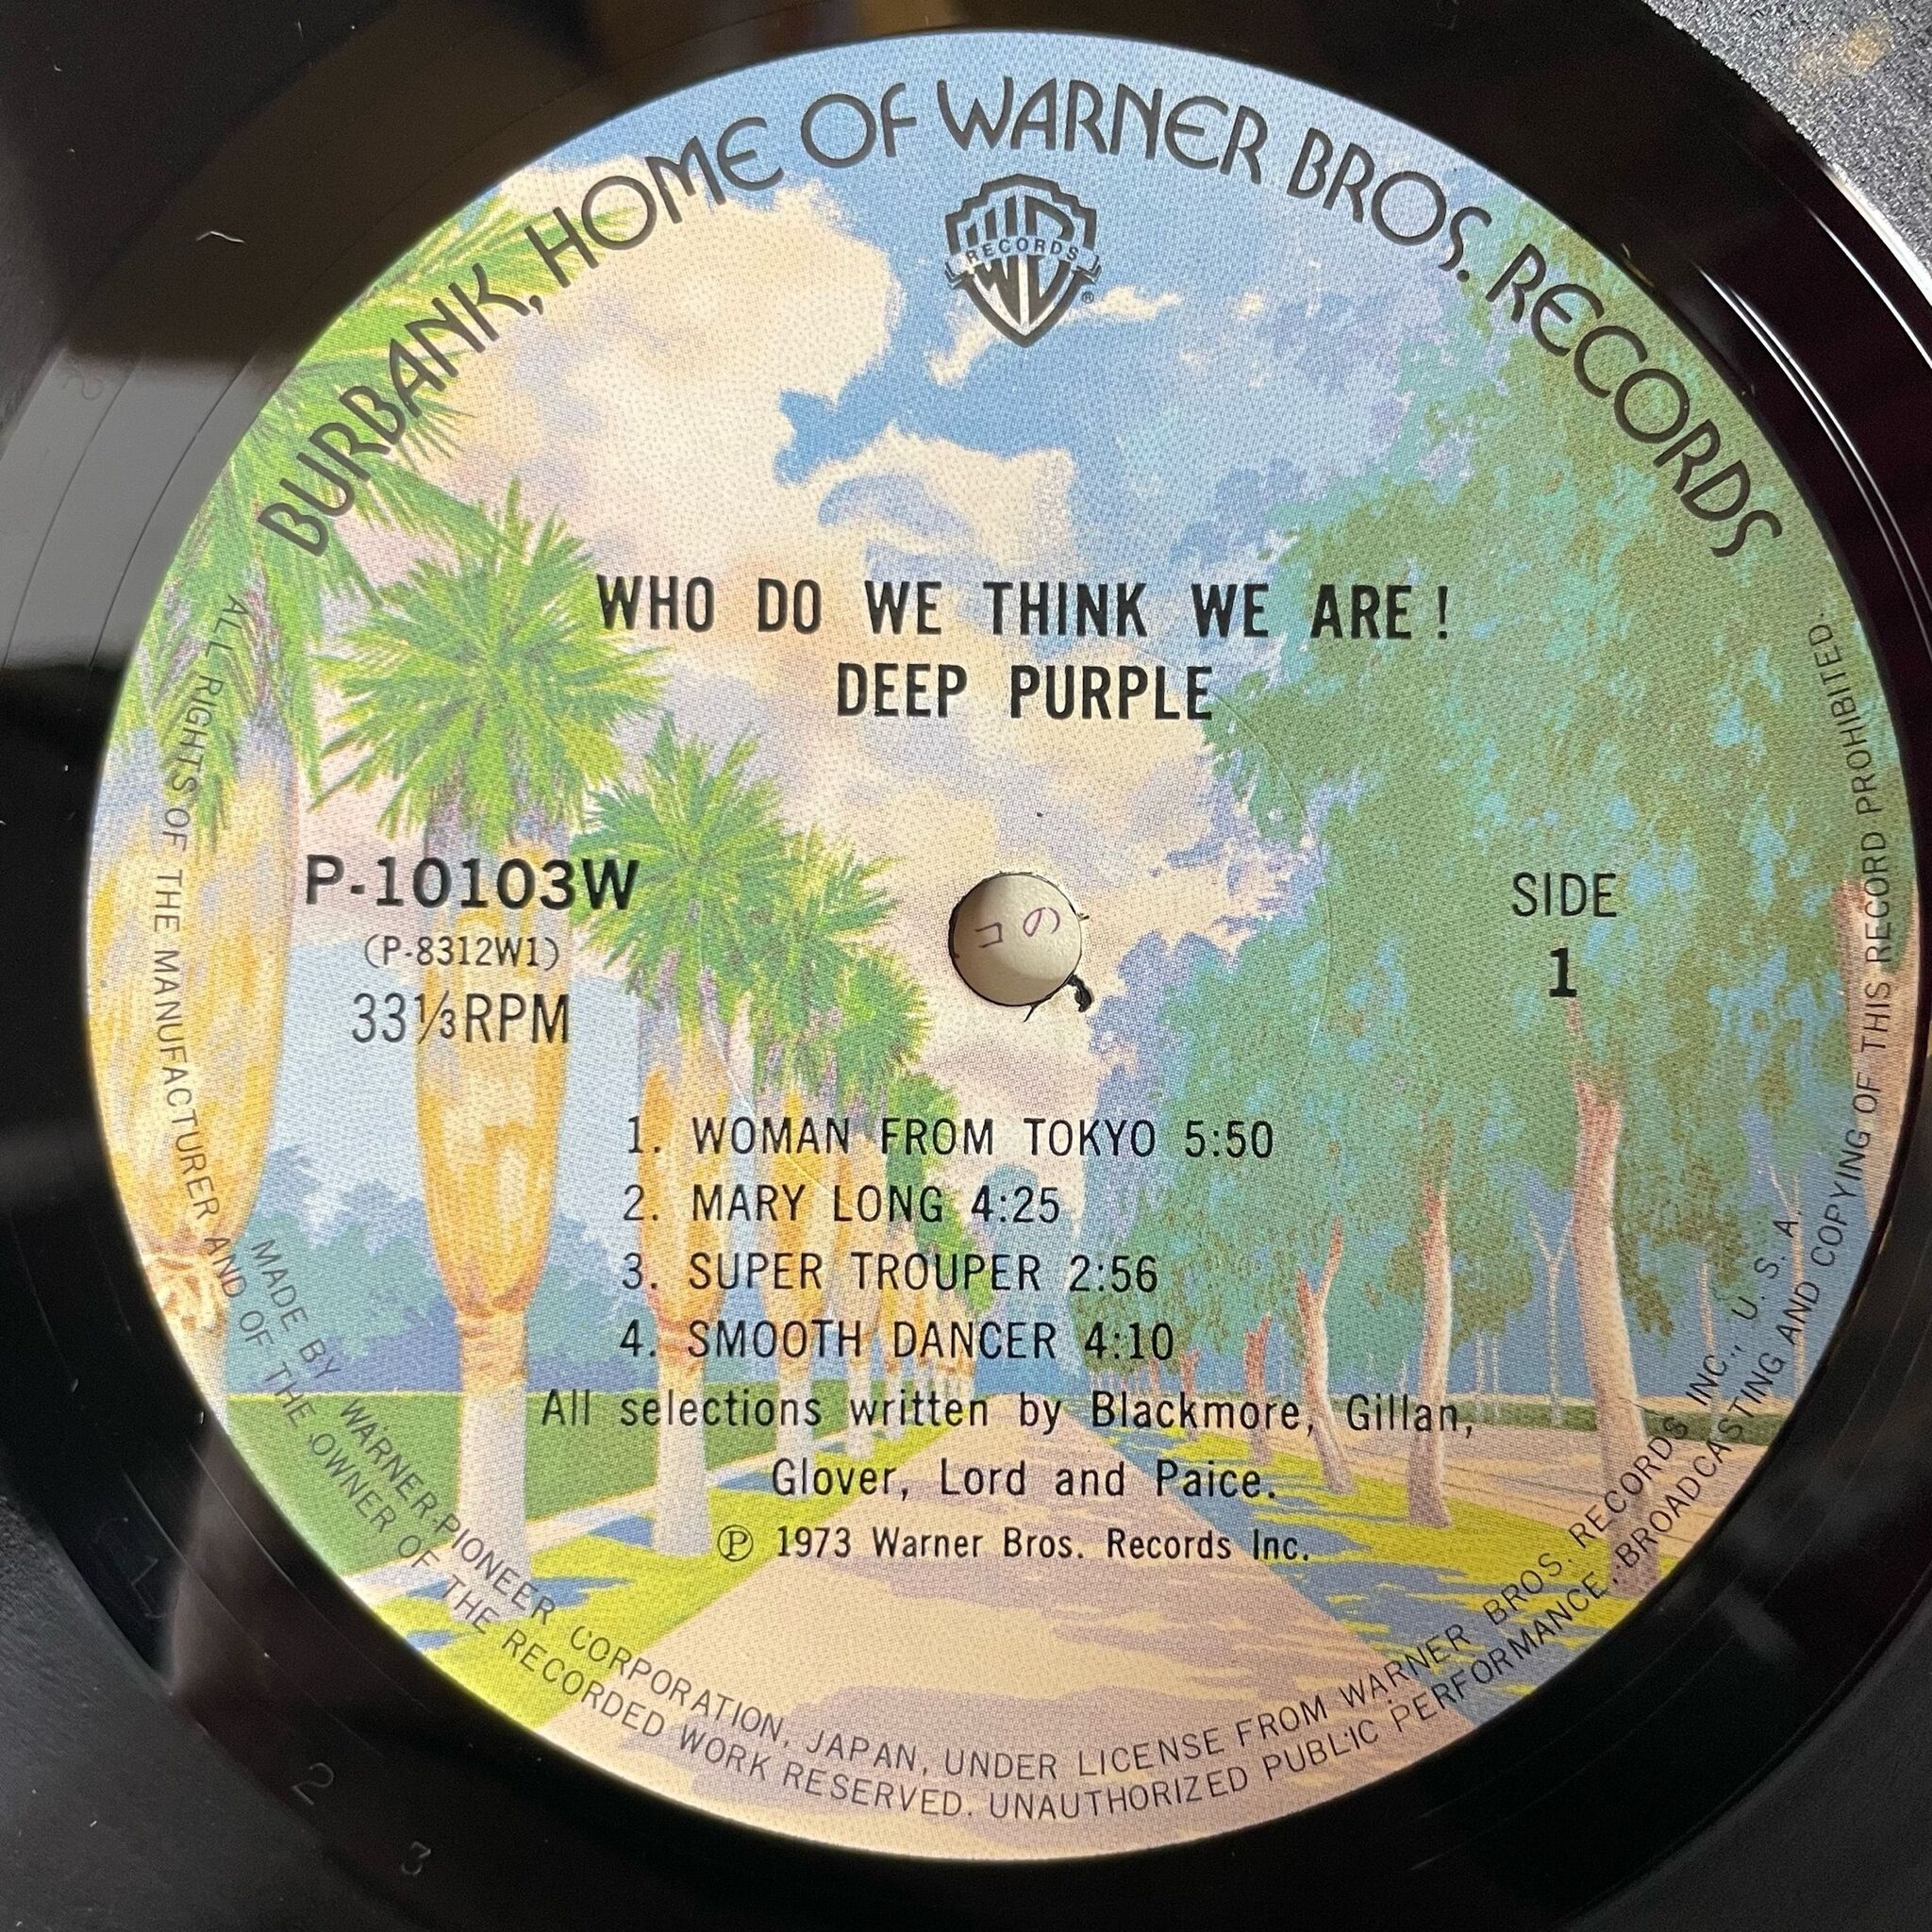 BURBANK, HOME OF WARNER BROS. RECORDS
RECORDS
®
WHO DO WE THINK WE ARE!
DEEP PURPLE
P-10103W
(P-8312W1)
33⅓RPM
SIDE
1
1. WOMAN FROM TOKYO 5:50
2. MARY LONG 4:25
3. SUPER TROUPER 2:56
4. SMOOTH DANCER 4:10
All selections written by Blackmore, Gillan,
Glover, Lord and Paice.
Ⓟ 1973 Warner Bros. Records Inc.
MADE BY WARNER-PIONEER CORPORATION, JAPAN, UNDER LICENSE FROM WARNER BROS. RECORDS INC., U. S. A.
ALL RIGHTS OF THE MANUFACTURER AND OF THE OWNER OF THE RECORDED WORK RESERVED. UNAUTHORIZED PUBLIC PERFORMANCE, BROADCASTING AND COPYING OF THIS RECORD PROHIBITED.
2
3